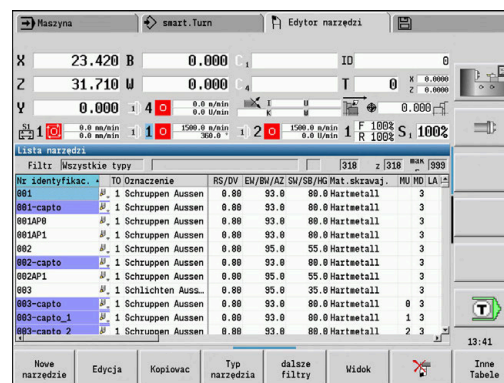 Maszyna smart.Turn Edytor narzędzi
X 23.420 B 0.000 C 1 ID 0
Z 31.710 W 0.000 C 4 T 0 X 0.0000 Z 0.0000
Y 0.000 1) 4 0.0 m/min 0.0 U/min X I U K W 0.000
S1 1 0.0 m/min 0.0 m/min 1) 1 1500.0 m/min 360.0 ° 1) 2 1500.0 m/min 0.0 U/min 1 F 100% R 100% S1 100%
Lista narzędzi
Filtr Wszystkie typy 318 z 318 mak 999
Nr identyfikac. TO Oznaczenie RS/DV EW/BW/AZ SW/SB/HG Mat.skrawaj. MU MD LA
001 1 Schruppen Aussen 0.80 93.0 80.0 Hartmetall 3
001-capto 1 Schruppen Aussen 0.80 93.0 80.0 Hartmetall 3
001AP0 1 Schruppen Aussen 0.80 93.0 80.0 Hartmetall 3
001AP1 1 Schruppen Aussen 0.80 93.0 80.0 Hartmetall 3
002 1 Schruppen Aussen 0.80 95.0 55.0 Hartmetall 3
002-capto 1 Schruppen Aussen 0.80 93.0 80.0 Hartmetall 3
002AP1 1 Schruppen Aussen 0.80 95.0 55.0 Hartmetall 3
003 1 Schlichten Auss… 0.80 95.0 35.0 Hartmetall 3
003-capto 1 Schruppen Aussen 0.80 93.0 80.0 Hartmetall 0 3
003-capto_1 1 Schruppen Aussen 0.80 93.0 80.0 Hartmetall 1 3
003-capto_2 1 Schruppen Aussen 0.80 93.0 80.0 Hartmetall 2 3
T
13:41
Nowe narzędzie Edycja Kopiowac Typ narzędzia dalsze filtry Widok Inne Tabele